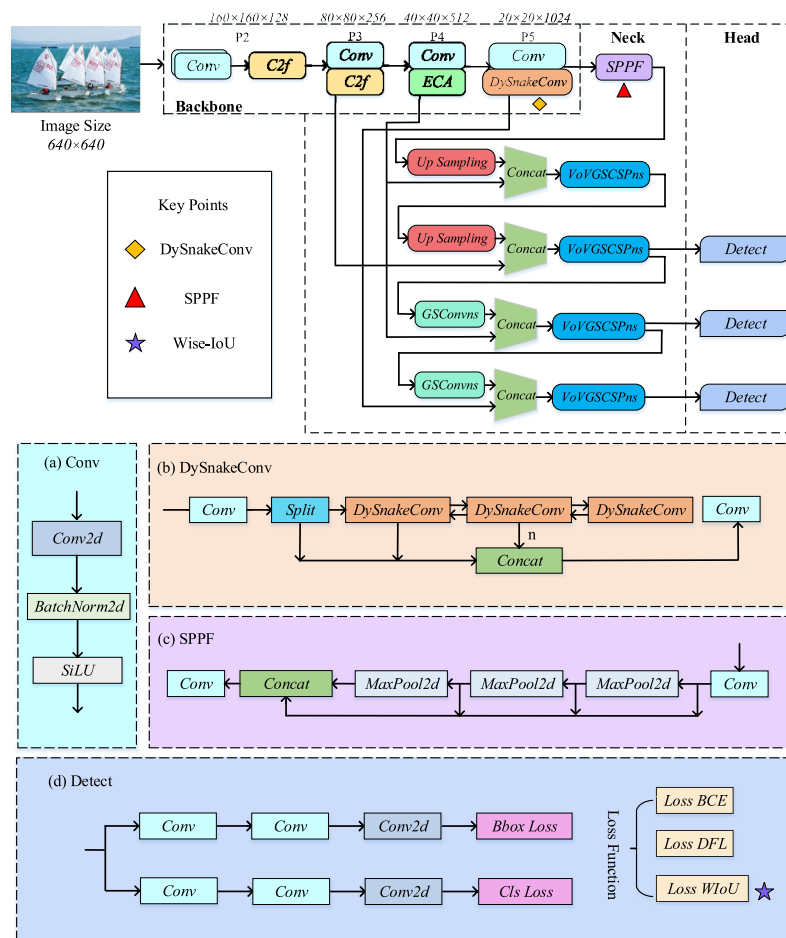 160×160×128 80×80×256 40×40×512 20×20×1024
P2 P3 P4 P5 Neck Head
Conv C2f Conv Conv Conv SPPF
C2f ECA DySnakeConv
Backbone
Image Size
640×640
Up Sampling Concat VoVGSCSPns
Up Sampling Concat VoVGSCSPns Detect
GSConvns Concat VoVGSCSPns Detect
GSConvns Concat VoVGSCSPns Detect
Key Points
DySnakeConv
SPPF
Wise-IoU
(a) Conv
Conv2d
BatchNorm2d
SiLU
(b) DySnakeConv
Conv Split DySnakeConv DySnakeConv DySnakeConv Conv
n
Concat
(c) SPPF
Conv Concat MaxPool2d MaxPool2d MaxPool2d Conv
(d) Detect
Conv Conv Conv2d Bbox Loss
Conv Conv Conv2d Cls Loss
Loss Function
Loss BCE
Loss DFL
Loss WIoU